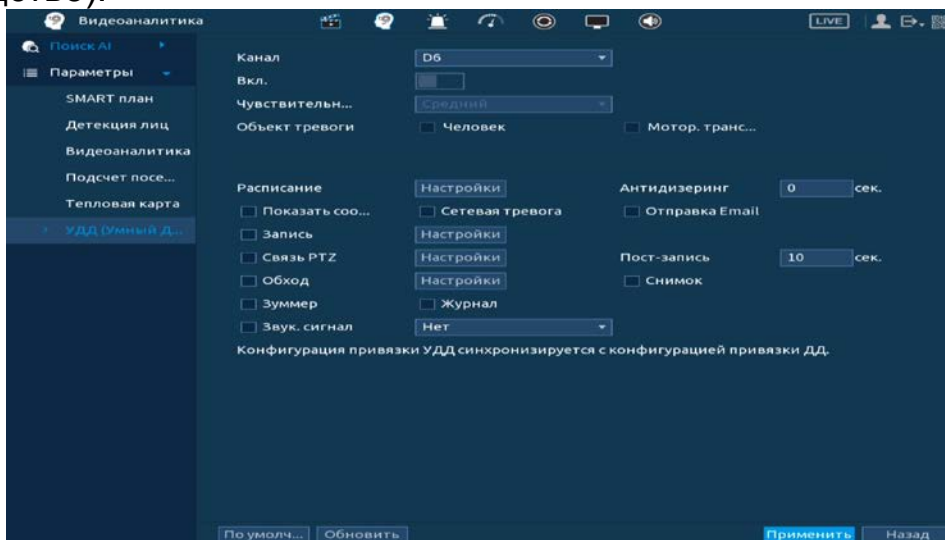 дство).
Видеоаналитика
LIVE
Поиск AI
Параметры
SMART план
Детекция лиц
Видеоаналитика
Подсчет посе...
Тепловая карта
УДД (Умный Д...
Канал D6
Вкл.
Чувствительн... Средний
Объект тревоги Человек Мотор. транс...
Расписание Настройки Антидизеринг 0 сек.
Показать соо... Сетевая тревога Отправка Email
Запись Настройки
Связь PTZ Настройки Пост-запись 10 сек.
Обход Настройки Снимок
Зуммер Журнал
Звук. сигнал Нет
Конфигурация привязки УДД синхронизируется с конфигурацией привязки ДД.
По умолч... Обновить Применить Назад